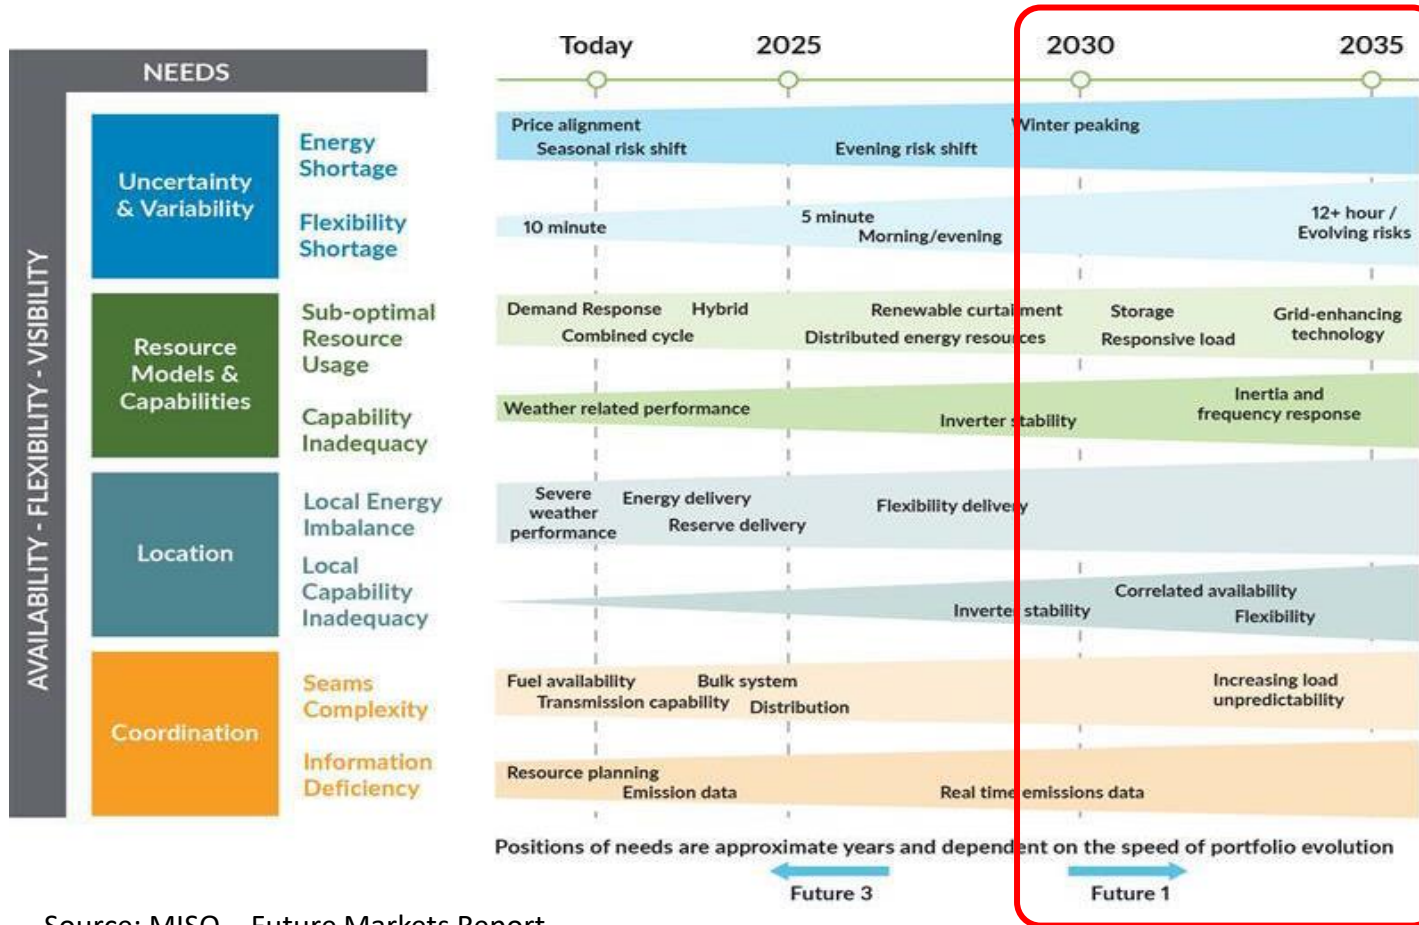 Today 2025 2030 2035
NEEDS
AVAILABILITY - FLEXIBILITY - VISIBILITY
Uncertainty
& Variability
Energy
Shortage
Price alignment
Seasonal risk shift
Evening risk shift
Winter peaking
Flexibility
Shortage
10 minute
5 minute
Morning/evening
12+ hour /
Evolving risks
Resource
Models &
Capabilities
Sub-optimal
Resource
Usage
Demand Response
Combined cycle
Hybrid
Renewable curtailment
Distributed energy resources
Storage
Responsive load
Grid-enhancing
technology
Capability
Inadequacy
Weather related performance
Inverter stability
Inertia and
frequency response
Location
Local Energy
Imbalance
Severe
weather
performance
Energy delivery
Reserve delivery
Flexibility delivery
Local
Capability
Inadequacy
Inverter stability
Correlated availability
Flexibility
Coordination
Seams
Complexity
Fuel availability
Transmission capability
Bulk system
Distribution
Increasing load
unpredictability
Information
Deficiency
Resource planning
Emission data
Real time emissions data
Positions of needs are approximate years and dependent on the speed of portfolio evolution
Future 3
Future 1
Source: MISO – Future Markets Report